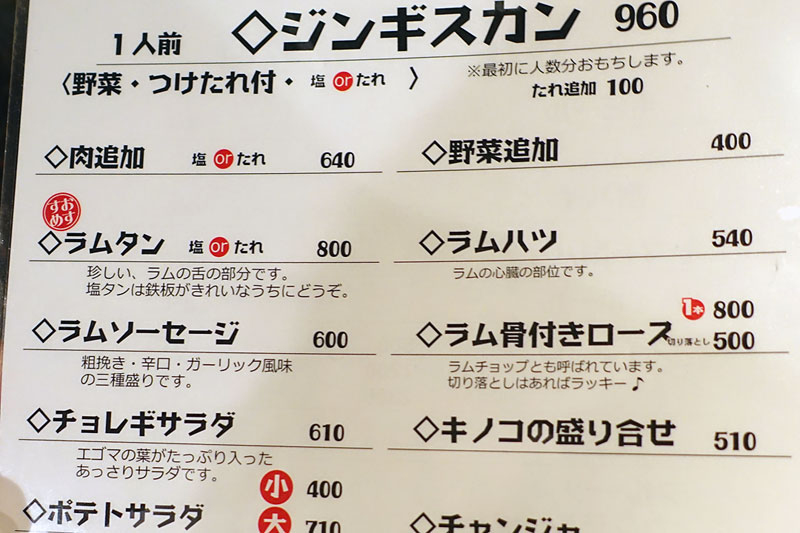 1人前 ◇ジンギスカン 960
〈野菜・つけたれ付・ 塩 or たれ 〉
※最初に人数分おもちします。
たれ追加 100
◇肉追加 塩 or たれ 640
◇野菜追加 400
おすすめ
◇ラムタン 塩 or たれ 800
珍しい、ラムの舌の部分です。
塩タンは鉄板がきれいなうちにどうぞ。
◇ラムハツ 540
ラムの心臓の部位です。
◇ラムソーセージ 600
粗挽き・辛口・ガーリック風味
の三種盛りです。
1本 800
◇ラム骨付きロース 切り落とし 500
ラムチョップとも呼ばれています。
切り落としはあればラッキー♪
◇チョレギサラダ 610
エゴマの葉がたっぷり入った
あっさりサラダです。
◇キノコの盛り合せ 510
小 400
◇ポテトサラダ
大 710
◇チャンジャ